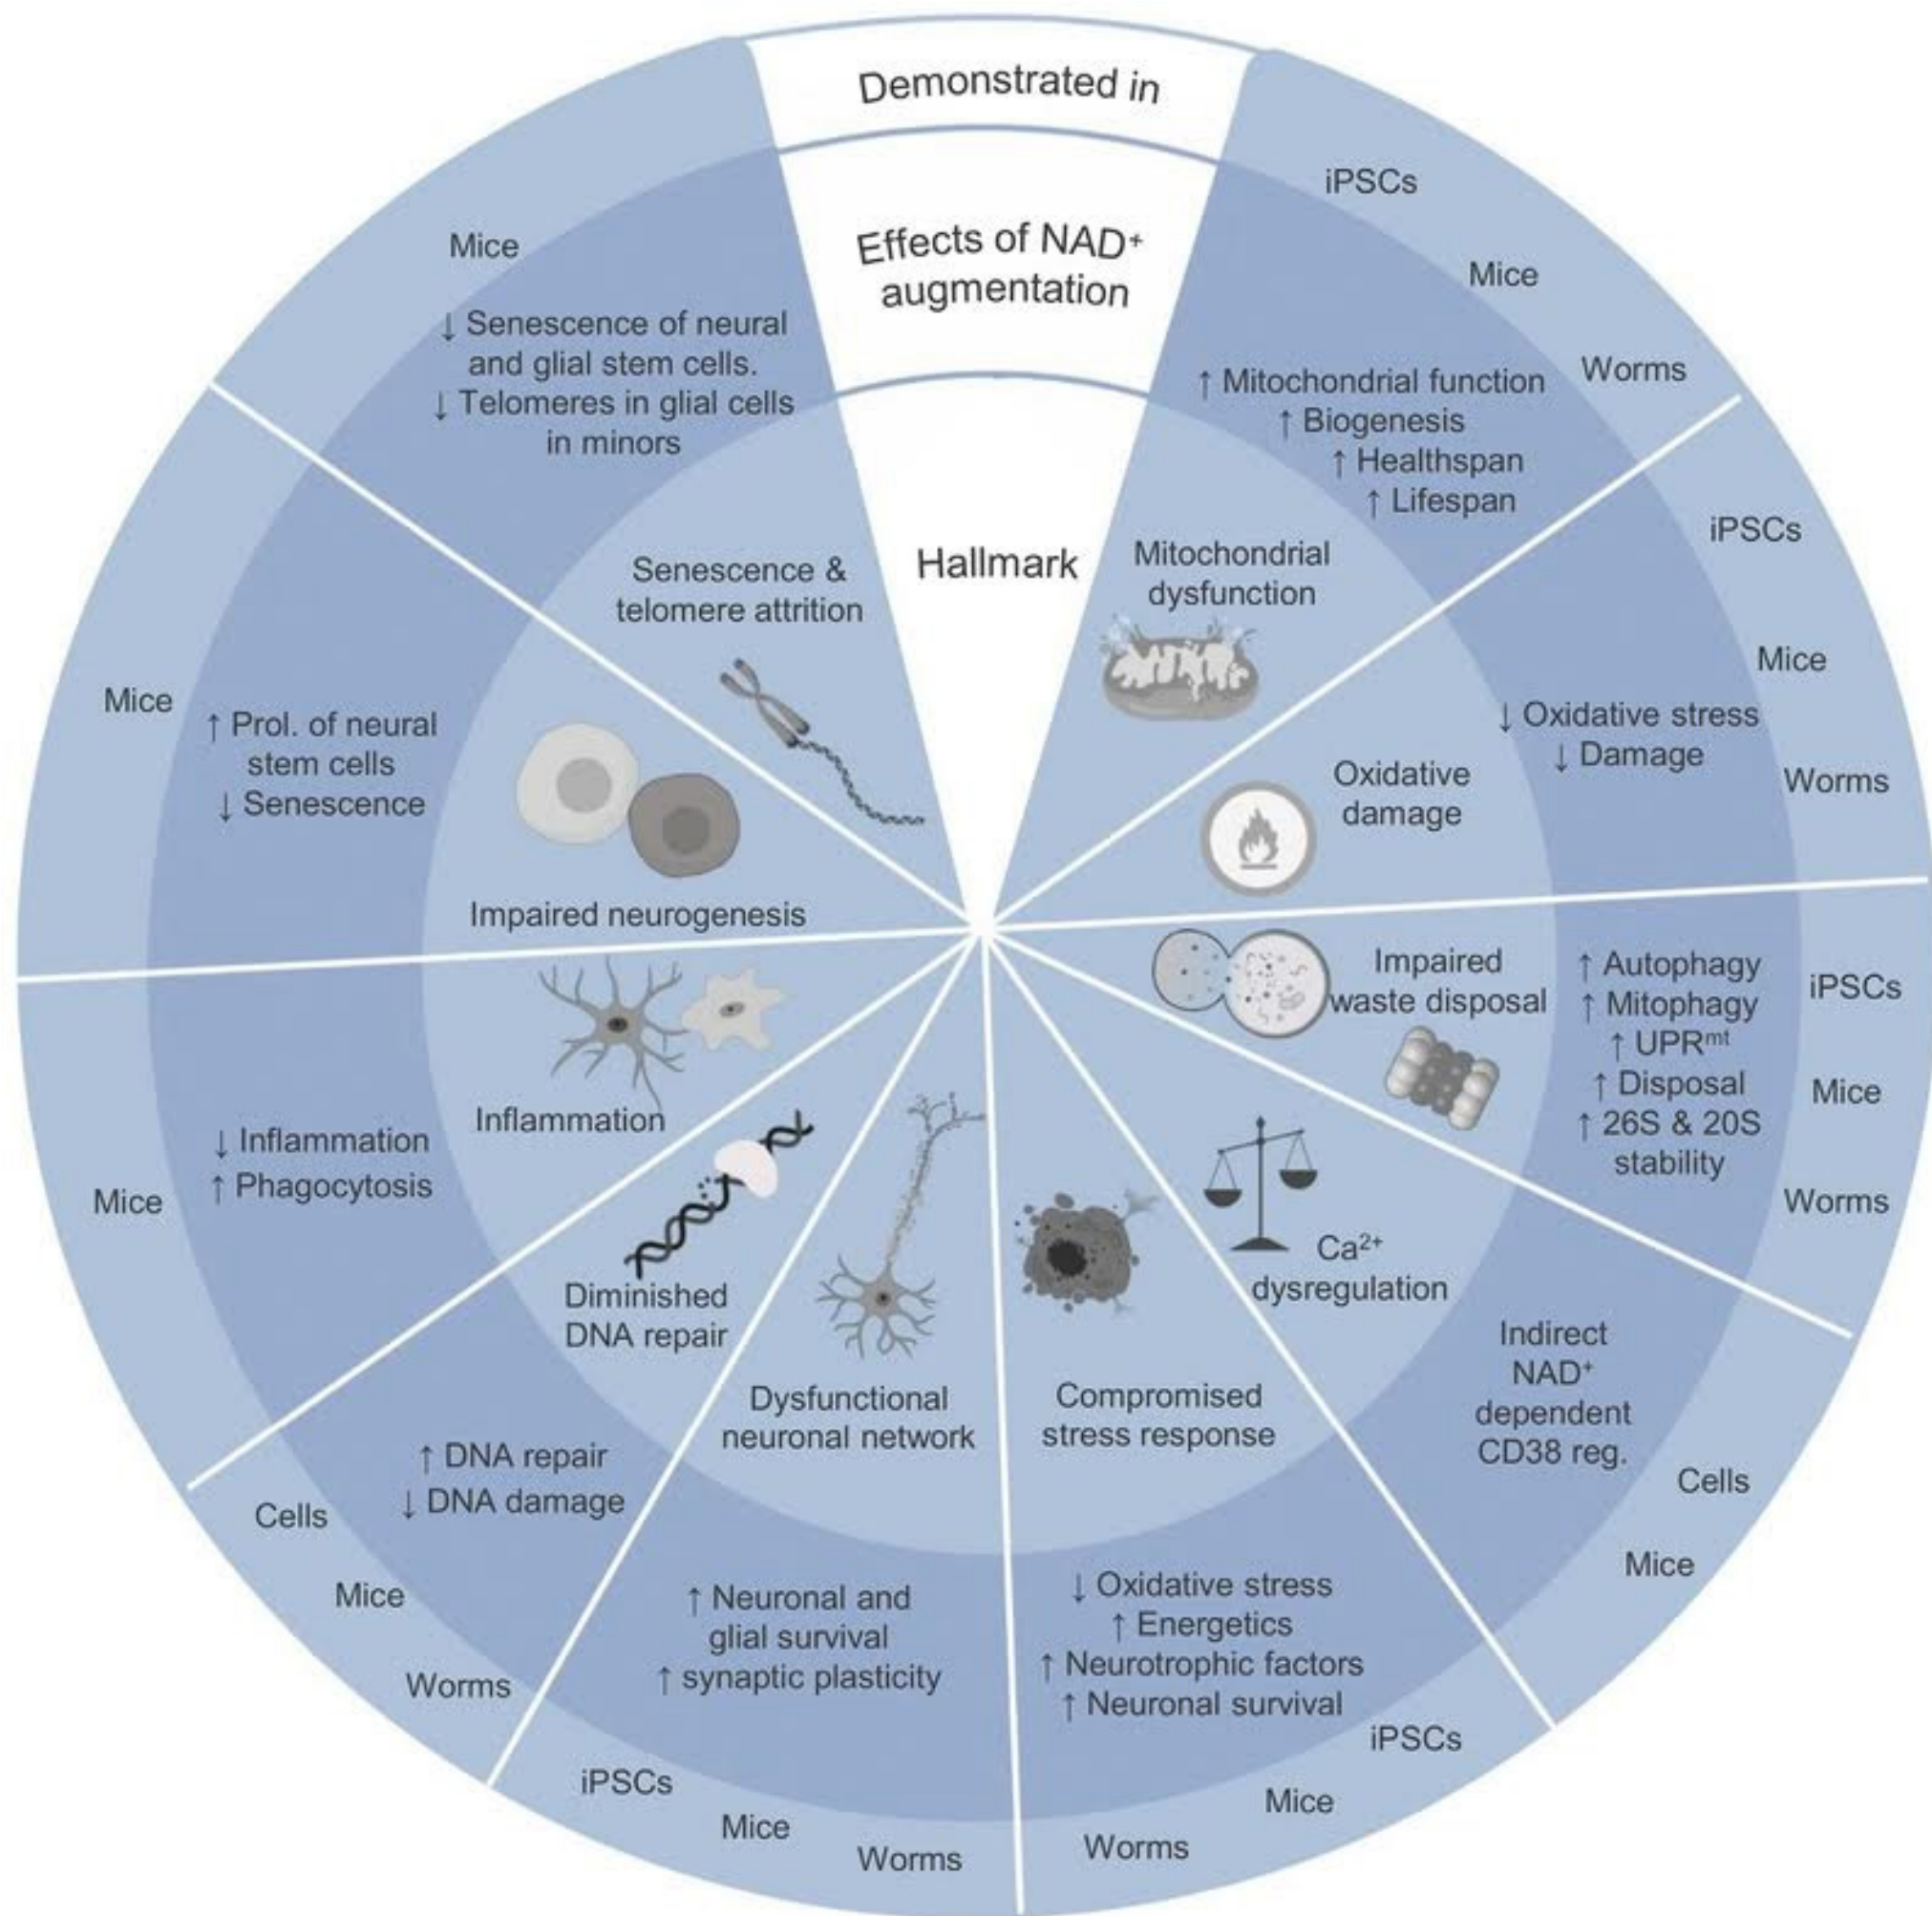 Demonstrated in
Effects of NAD⁺
augmentation
Hallmark
iPSCs
Mice
Worms
↑ Mitochondrial function
↑ Biogenesis
↑ Healthspan
↑ Lifespan
Mitochondrial
dysfunction
iPSCs
Mice
Worms
↓ Oxidative stress
↓ Damage
Oxidative
damage
iPSCs
Mice
Worms
↑ Autophagy
↑ Mitophagy
↑ UPRᵐᵗ
↑ Disposal
↑ 26S & 20S
stability
Impaired
waste disposal
Cells
Mice
Indirect
NAD⁺
dependent
CD38 reg.
Ca²⁺
dysregulation
iPSCs
Mice
Worms
↓ Oxidative stress
↑ Energetics
↑ Neurotrophic factors
↑ Neuronal survival
Compromised
stress response
iPSCs
Mice
Worms
↑ Neuronal and
glial survival
↑ synaptic plasticity
Dysfunctional
neuronal network
Cells
Mice
Worms
↑ DNA repair
↓ DNA damage
Diminished
DNA repair
Mice
↓ Inflammation
↑ Phagocytosis
Inflammation
Mice
↑ Prol. of neural
stem cells
↓ Senescence
Impaired neurogenesis
Mice
↓ Senescence of neural
and glial stem cells.
↓ Telomeres in glial cells
in minors
Senescence &
telomere attrition